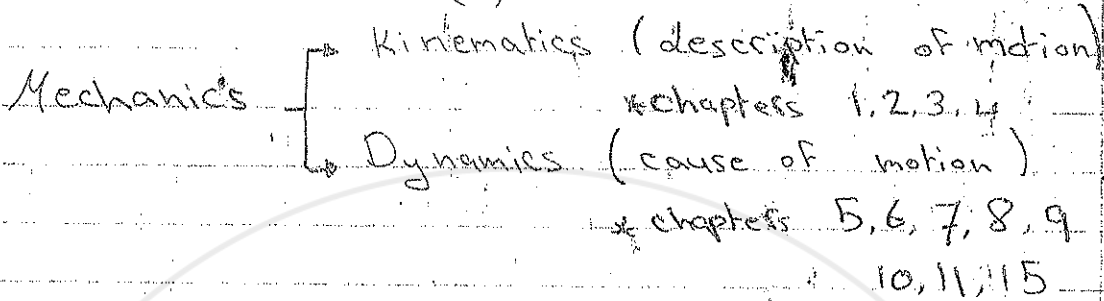 Kinematics (description of motion)
Mechanics
*chapters 1,2,3,4
Dynamics (cause of motion)
* chapters 5,6,7,8,9
10,11,15